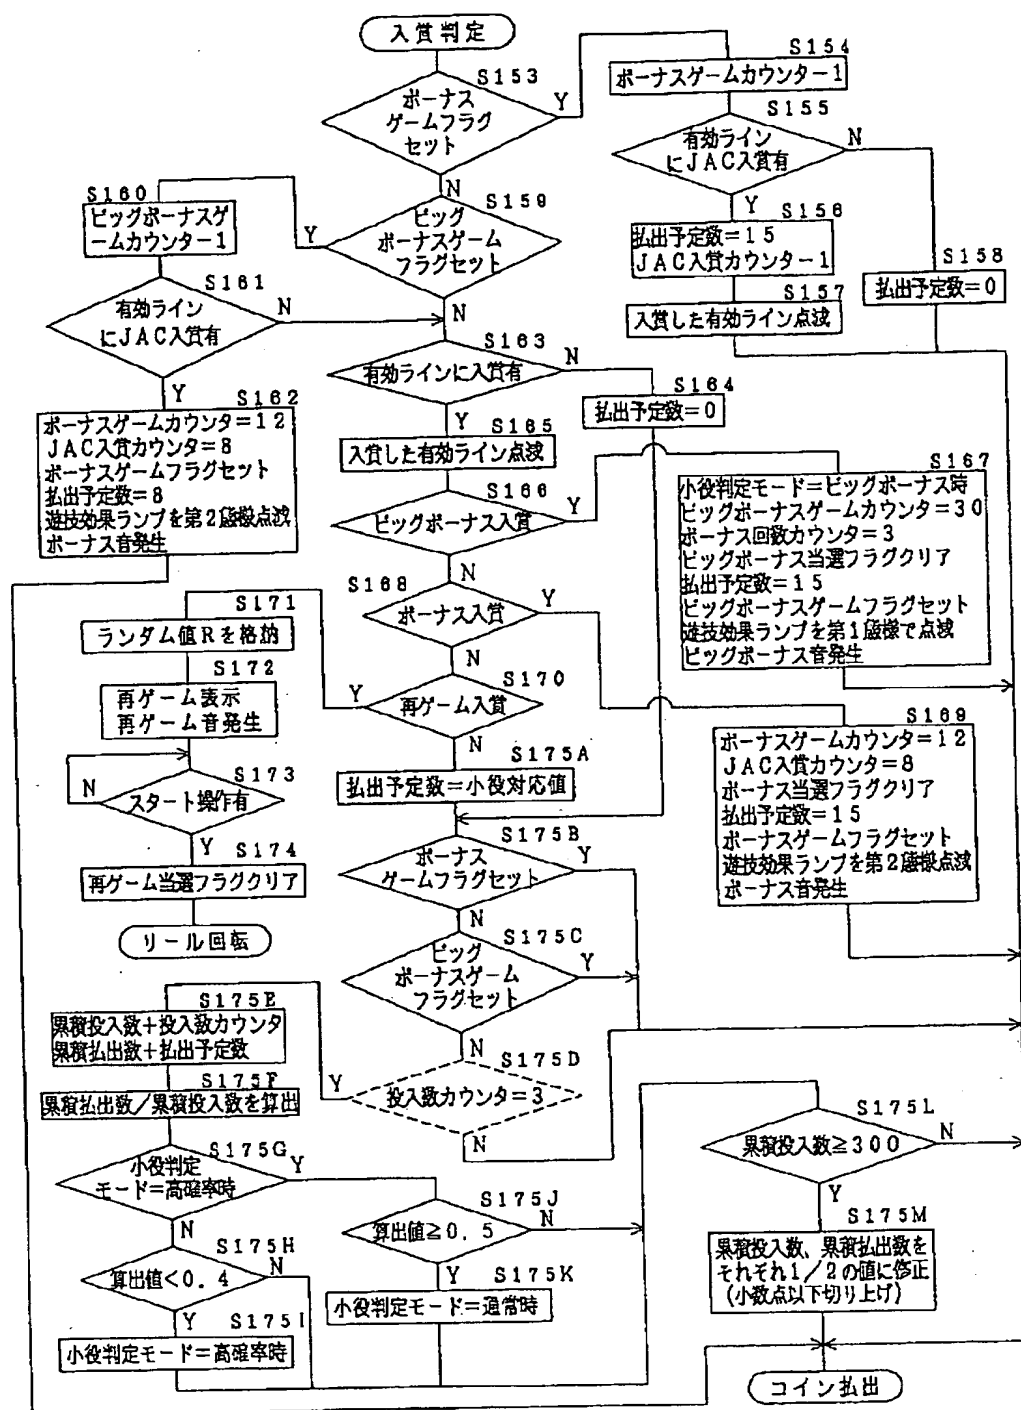 入賞判定
S153
ボーナス
ゲームフラグ
セット
Y
N
S154
ボーナスゲームカウンター1
S155
有効ライン
にJAC入賞有
N
Y
S156
払出予定数=15
JAC入賞カウンター1
S157
入賞した有効ライン点滅
S158
払出予定数=0
S159
ビッグ
ボーナスゲーム
フラグセット
Y
N
S160
ビッグボーナスゲ
ームカウンター1
S161
有効ライン
にJAC入賞有
N
Y
S162
ボーナスゲームカウンタ=12
JAC入賞カウンタ=8
ボーナスゲームフラグセット
払出予定数=8
遊技効果ランプを第2態様点滅
ボーナス音発生
S163
有効ラインに入賞有
N
Y
S164
払出予定数=0
S165
入賞した有効ライン点滅
S166
ビッグボーナス入賞
Y
N
S167
小役判定モード=ビッグボーナス時
ビッグボーナスゲームカウンター=30
ボーナス回数カウンター=3
ビッグボーナス当選フラグクリア
払出予定数=15
ビッグボーナスゲームフラグセット
遊技効果ランプを第1態様で点滅
ビッグボーナス音発生
S168
ボーナス入賞
Y
N
S169
ボーナスゲームカウンター=12
JAC入賞カウンタ=8
ボーナス当選フラグクリア
払出予定数=15
ボーナスゲームフラグセット
遊技効果ランプを第2態様点滅
ボーナス音発生
S170
再ゲーム入賞
Y
N
S171
ランダム値Rを格納
S172
再ゲーム表示
再ゲーム音発生
S173
スタート操作有
N
Y
S174
再ゲーム当選フラグクリア
リール回転
S175A
払出予定数=小役対応値
S175B
ボーナス
ゲームフラグセット
Y
N
S175C
ビッグ
ボーナスゲーム
フラグセット
Y
N
S175D
投入数カウンター=3
Y
N
S175E
累積投入数+投入数カウンタ
累積払出数+払出予定数
S175F
累積払出数/累積投入数を算出
S175G
小役判定
モード=高確率時
Y
N
S175H
算出値<0.4
N
Y
S175I
小役判定モード=高確率時
S175J
算出値≧0.5
N
Y
S175K
小役判定モード=通常時
S175L
累積投入数≧300
N
Y
S175M
累積投入数、累積払出数を
それぞれ1/2の値に修正
(小数点以下切り上げ)
コイン払出